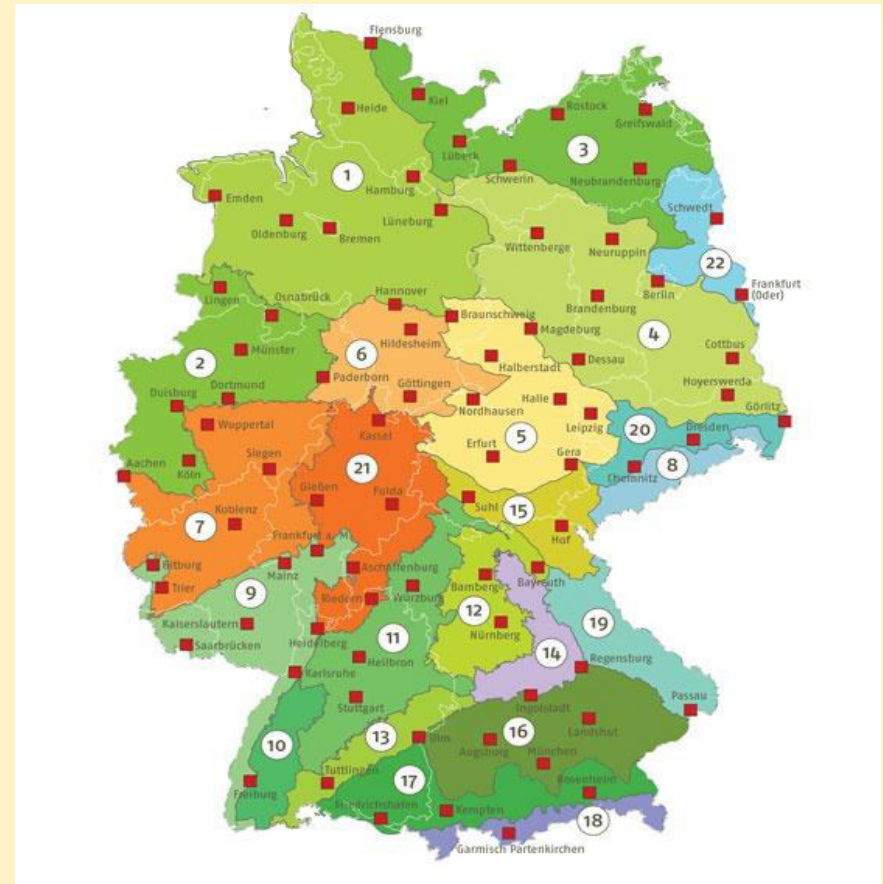 Flensburg
Kiel
Heide
Rostock
Greifswald
Lübeck
3
1
Schwerin
Neubrandenburg
Hamburg
Emden
Lüneburg
Schwedt
Oldenburg
Bremen
Wittenberge
Neuruppin
22
Lingen
Osnabrück
Hannover
Berlin
Frankfurt
(Oder)
Brandenburg
Braunschweig
Magdeburg
4
Hildesheim
Münster
6
Cottbus
2
Halberstadt
Dessau
Paderborn
Göttingen
Hoyerswerda
Duisburg
Dortmund
Nordhausen
Halle
Görlitz
Wuppertal
Kassel
Leipzig
Dresden
5
20
Siegen
Erfurt
Gera
Aachen
Köln
21
8
Chemnitz
Gießen
Fulda
Suhl
15
Koblenz
7
Frankfurt a. M.
Hof
Bitburg
Mainz
Aschaffenburg
Bayreuth
Trier
Bamberg
9
Riedern
Würzburg
12
Kaiserslautern
19
Nürnberg
Saarbrücken
Heidelberg
11
14
Heilbron
Regensburg
Karlsruhe
Passau
Stuttgart
Ingolstadt
13
16
Landshut
10
Ulm
Augsburg
München
Tuttlingen
17
Rosenheim
Freiburg
Friedrichshafen
Kempten
18
Garmisch Partenkirchen